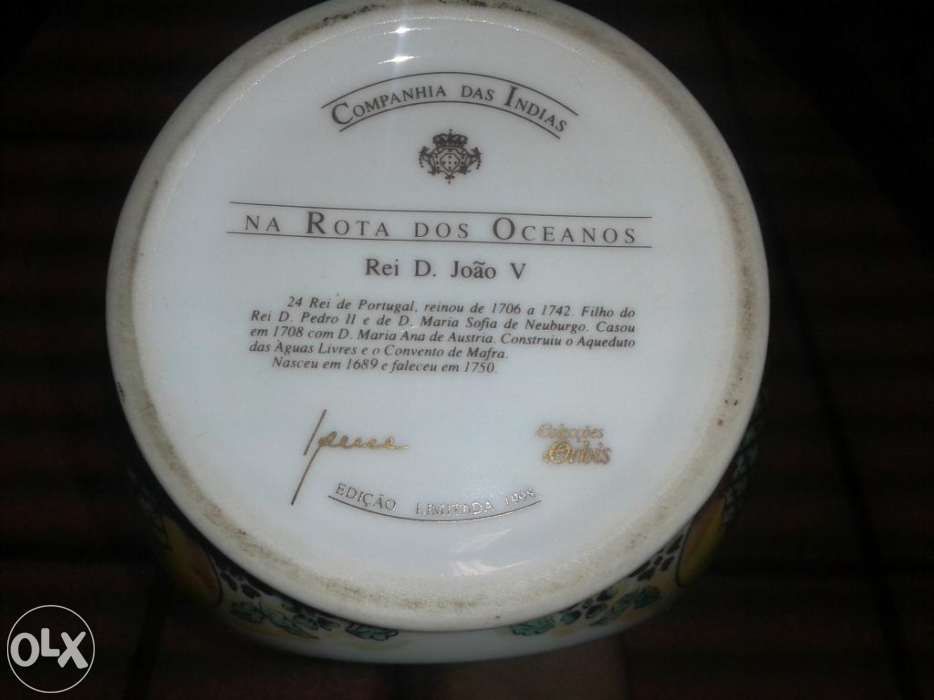 COMPANHIA DAS INDIAS
NA ROTA DOS OCEANOS
Rei D. João V
24 Rei de Portugal, reinou de 1706 a 1742. Filho do
Rei D. Pedro II e de D. Maria Sofia de Neuburgo. Casou
em 1708 com D. Maria Ana de Austria. Construiu o Aqueduto
das Aguas Livres e o Convento de Mafra.
Nasceu em 1689 e faleceu em 1750
Colecções
Orbis
EDIÇÃO LIMITADA
OLX